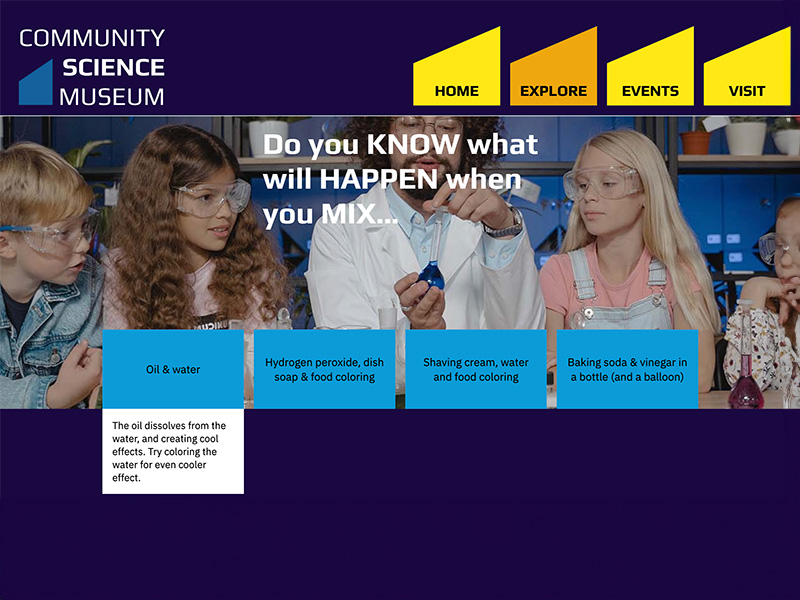 COMMUNITY
SCIENCE
MUSEUM
HOME
EXPLORE
EVENTS
VISIT
Do you KNOW what
will HAPPEN when
you MIX...
Oil & water
Hydrogen peroxide, dish
soap & food coloring
Shaving cream, water
and food coloring
Baking soda & vinegar in
a bottle (and a balloon)
The oil dissolves from the
water, and creating cool
effects. Try coloring the
water for even cooler
effect.